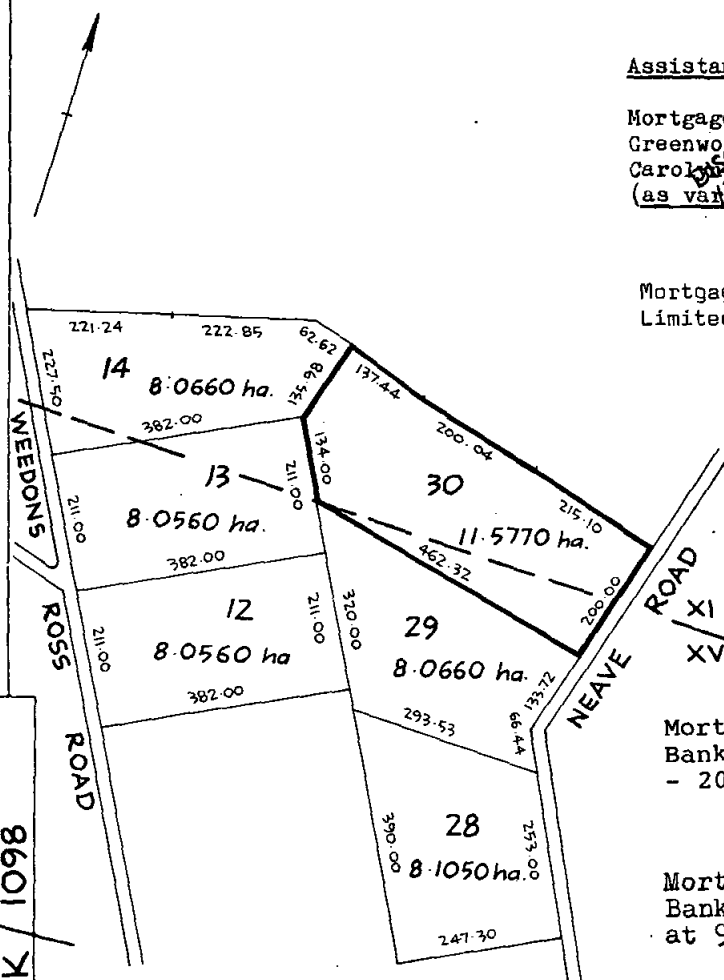 Assista
Mortgag
Greenwo
Carol
(as var
Mortga
Limite
221·24
222·85
62·62
227·50
14
8·0660 ha.
135·98
137·44
382·00
200·04
134·00
WEEDONS
13
211·00
30
215·10
211·00
8·0560 ha.
11·5770 ha.
462·32
382·00
200·00
ROAD
XI
XV
ROSS
12
211·00
320·00
29
211·00
8·0560 ha
8·0660 ha.
133·72
NEAVE
382·00
293·53
66·44
ROAD
Mort
Bank
- 20
390·00
28
253·00
8·1050 ha.
K / 1098
247·30
Mort
Bank
at 9